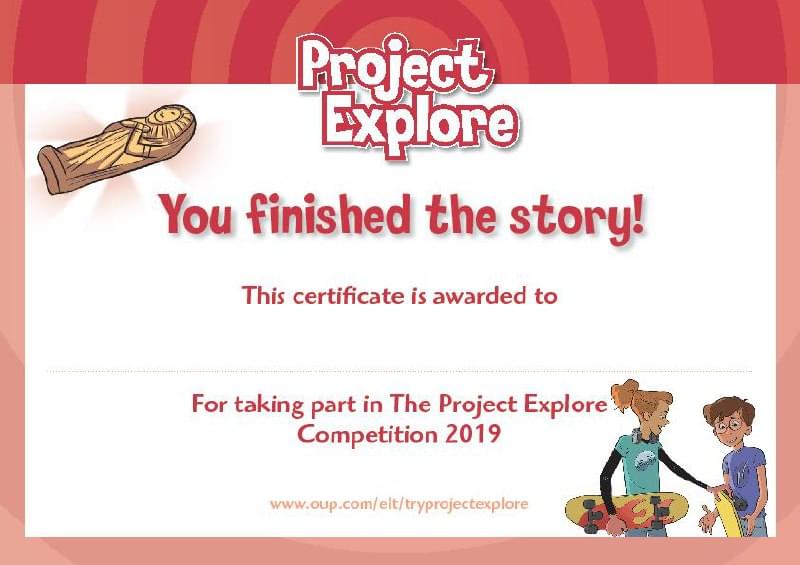 Project
Explore
You finished the story!
This certificate is awarded to
For taking part in The Project Explore
Competition 2019
www.oup.com/elt/tryprojectexplore